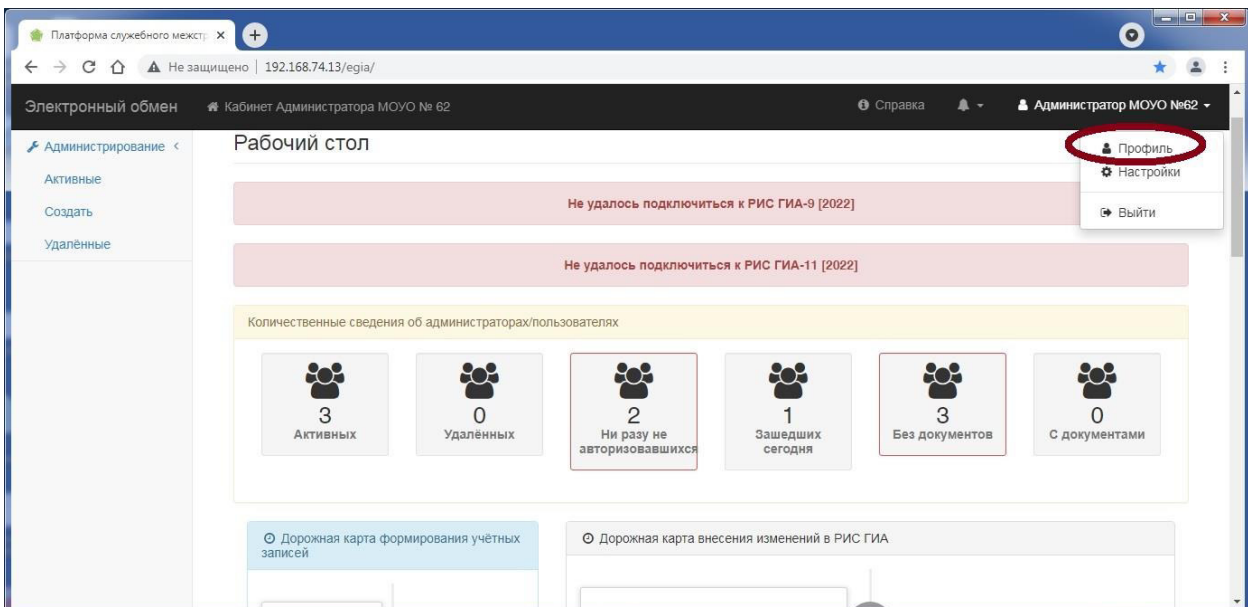 Платформа служебного межстр
Не защищено | 192.168.74.13/egia/
Электронный обмен
Кабинет Администратора МОУО № 62
Справка
Администратор МОУО №62
Администрирование
Активные
Создать
Удалённые
Рабочий стол
Профиль
Настройки
Выйти
Не удалось подключиться к РИС ГИА-9 [2022]
Не удалось подключиться к РИС ГИА-11 [2022]
Количественные сведения об администраторах/пользователях
3
Активных
0
Удалённых
2
Ни разу не
авторизовавшихся
1
Зашедших
сегодня
3
Без документов
0
С документами
Дорожная карта формирования учётных
записей
Дорожная карта внесения изменений в РИС ГИА